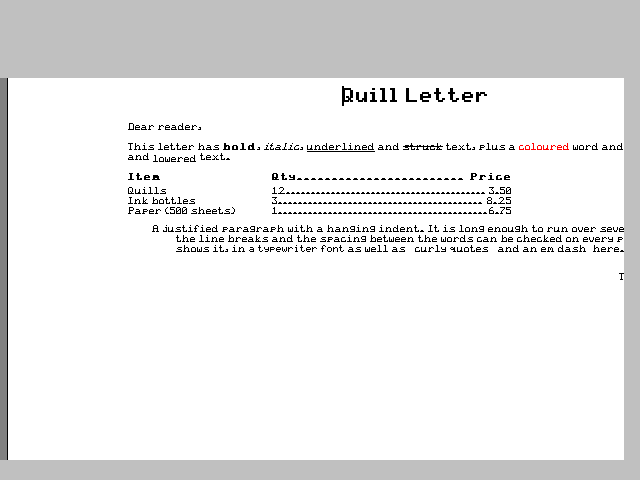 Quill Letter
Dear reader,
This letter has bold, italic, underlined and struck text, plus a coloured word and
and lowered text.
Item Qty........................ Price
Quills 12............................................. 3.50
Ink bottles 3.............................................. 8.25
Paper (500 sheets) 1...............................................6.75
A justified paragraph with a hanging indent. It is long enough to run over
the line breaks and the spacing between the words can be checked on every
shows it, in a typewriter font as well as curly quotes and an em dash here.